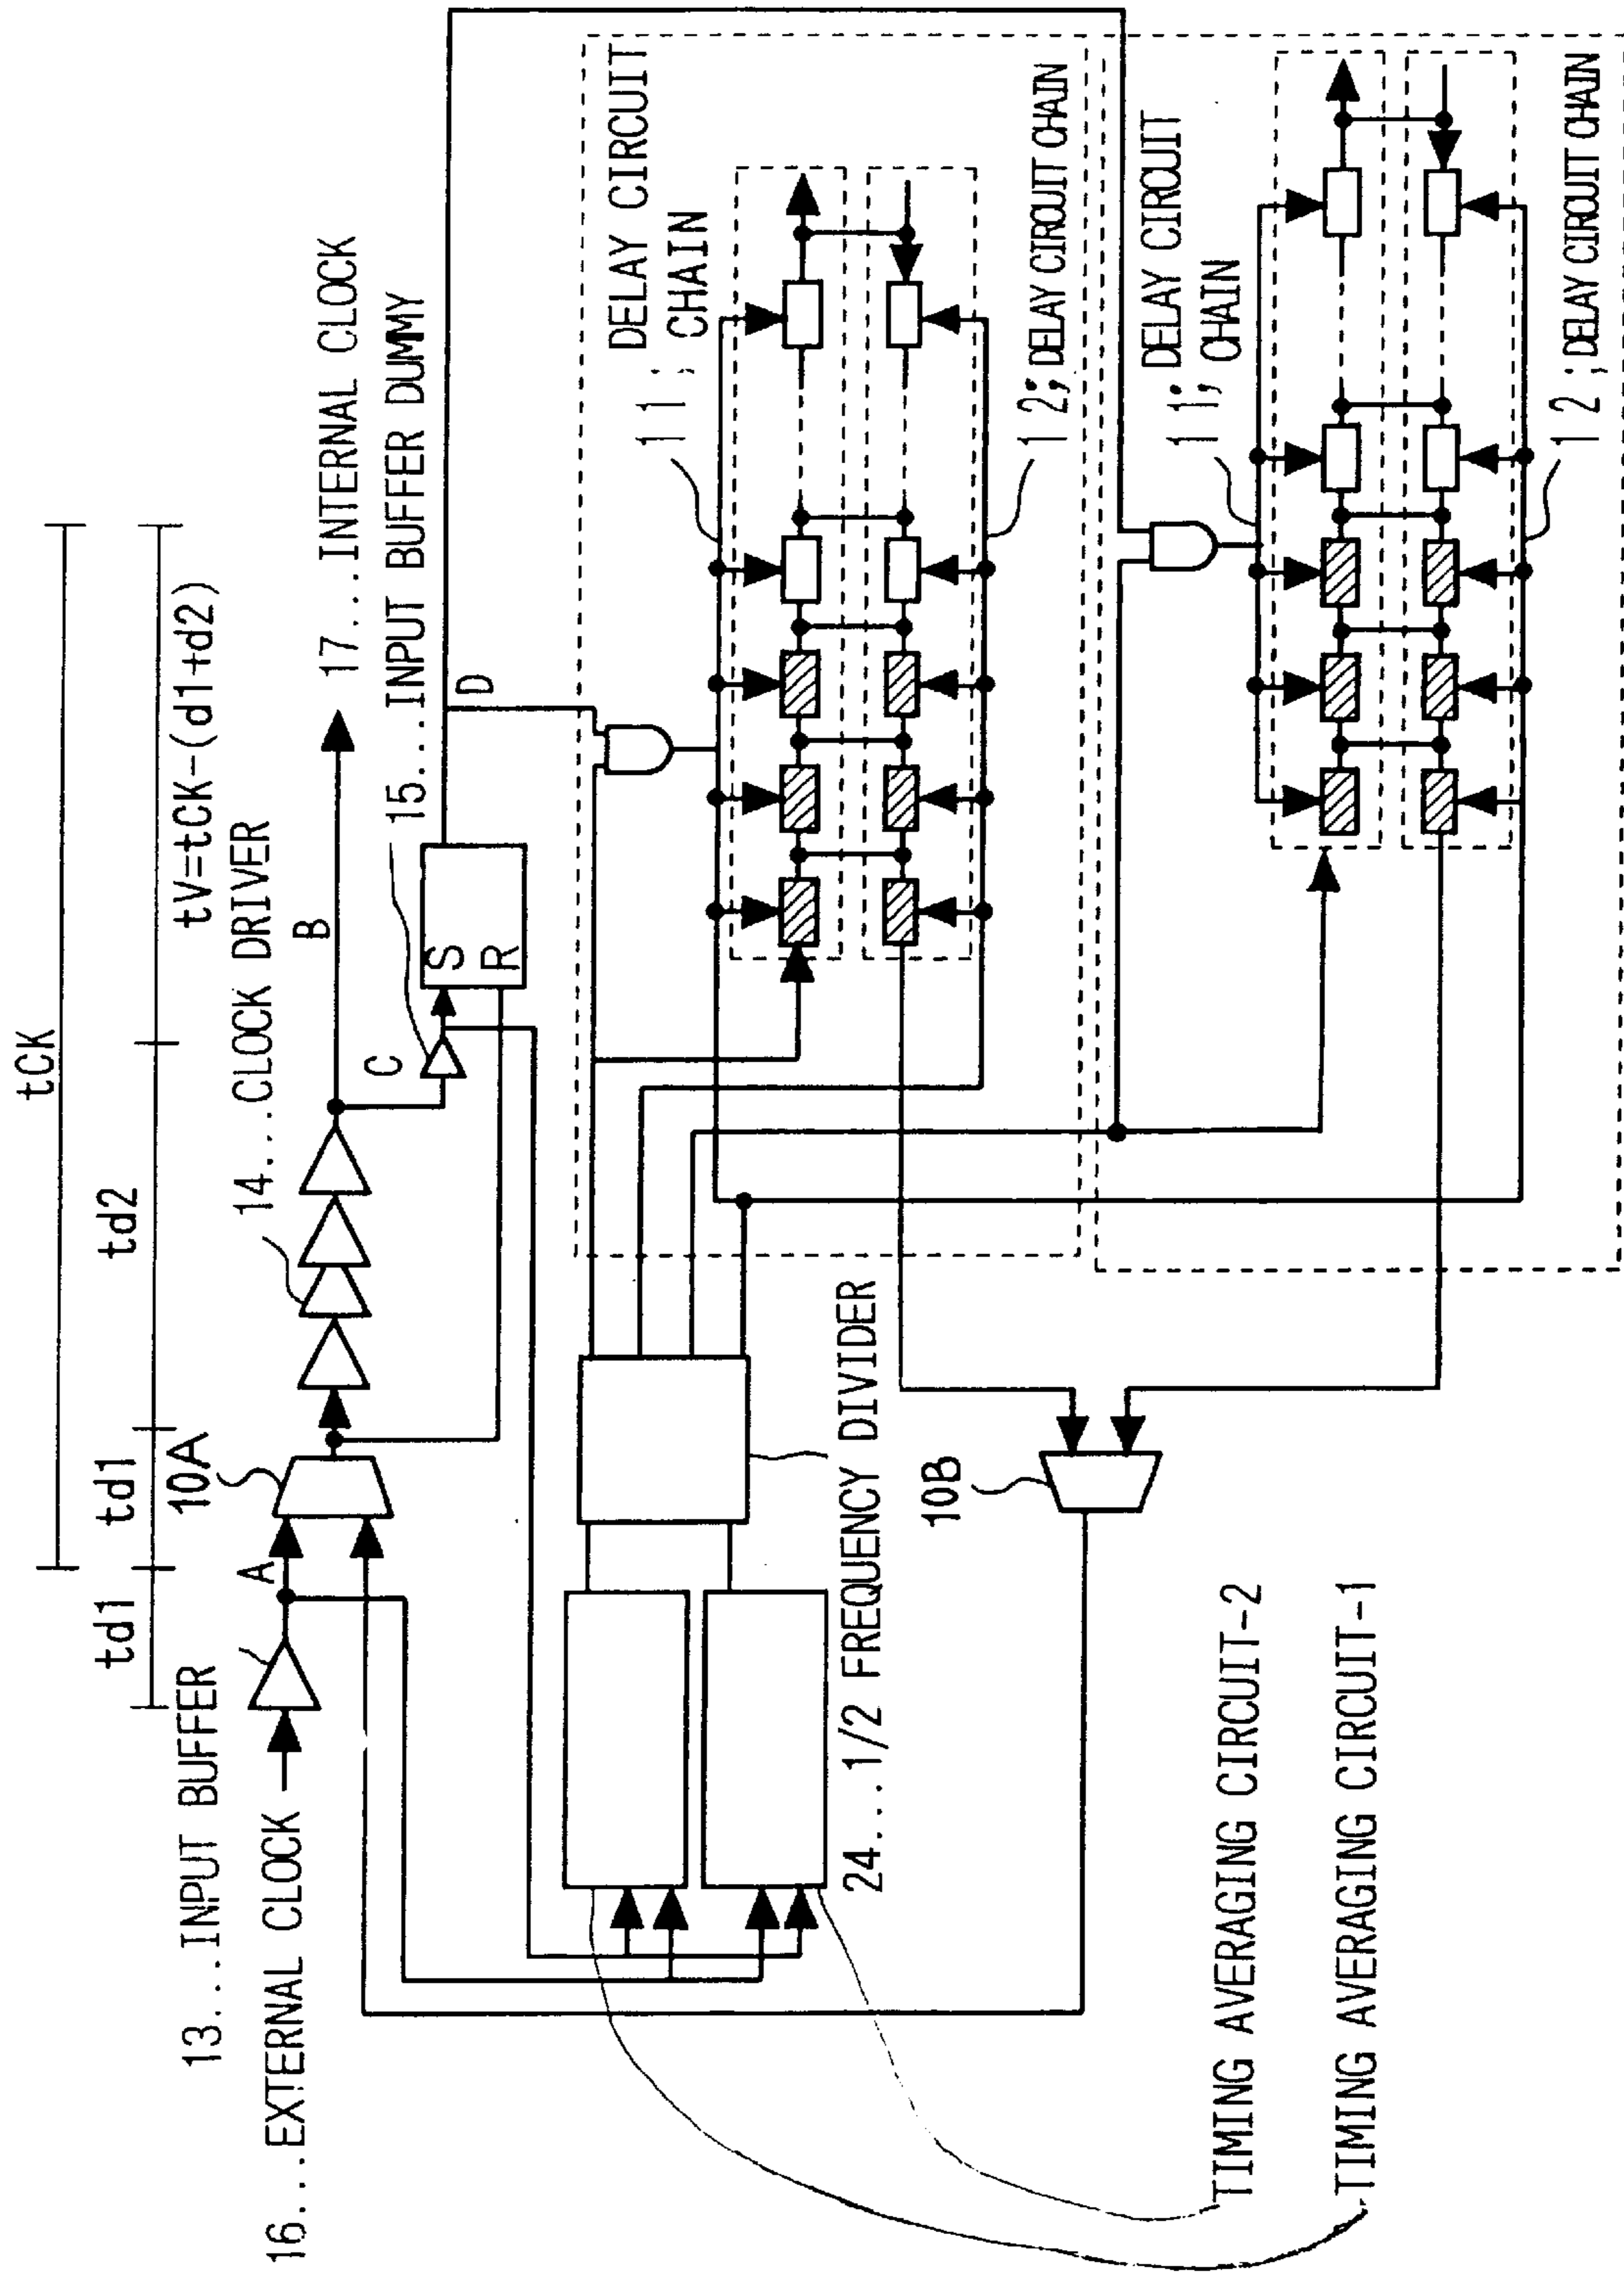 tCK
td1
td1
td2
tV=tCK-(d1+d2)
13...INPUT BUFFER
10A
14...CLOCK DRIVER
B
17...INTERNAL CLOCK
16...EXTERNAL CLOCK
A
C
15...INPUT BUFFER DUMMY
S
R
D
11; DELAY CIRCUIT
CHAIN
12;DELAY CIRCUIT CHAIN
24...1/2 FREQUENCY DIVIDER
10B
11; DELAY CIRCUIT
CHAIN
12;DELAY CIRCUIT CHAIN
TIMING AVERAGING CIRCUIT-2
TIMING AVERAGING CIRCUIT-1